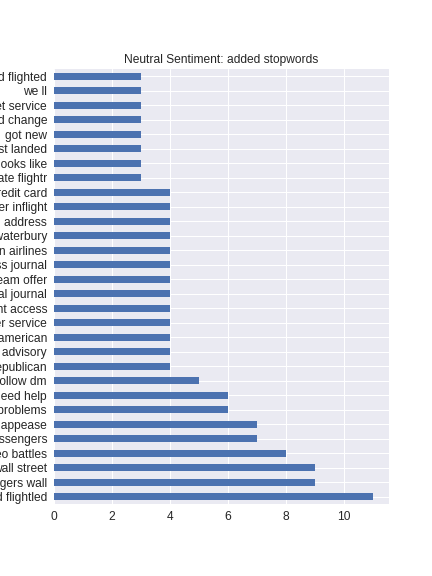 Neutral Sentiment: added stopwords
d flighted
we ll
et service
d change
got new
st landed
ooks like
ate flightr
redit card
er inflight
address
waterbury
n airlines
ss journal
eam offer
al journal
nt access
er service
american
advisory
epublican
ollow dm
eed help
problems
appease
ssengers
eo battles
wall street
gers wall
d flightled
0 2 4 6 8 10